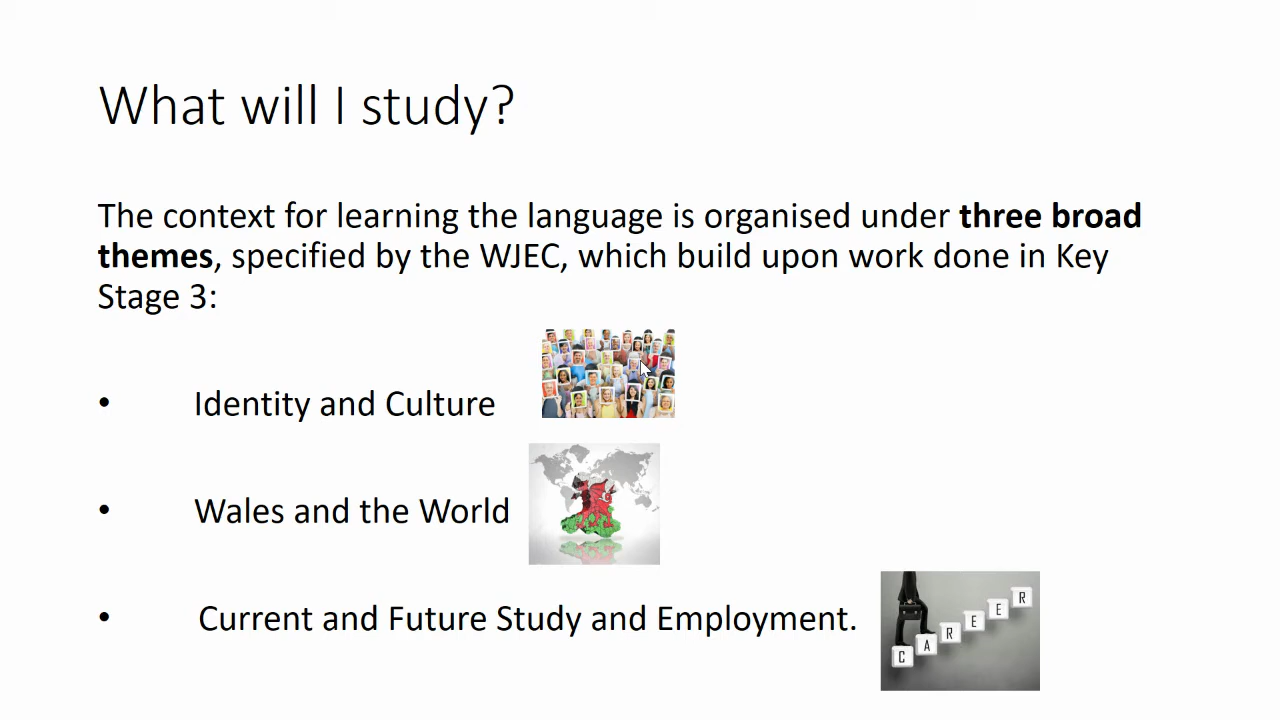 What will I study?
The context for learning the language is organised under three broad
themes, specified by the WJEC, which build upon work done in Key
Stage 3:
• Identity and Culture
• Wales and the World
• Current and Future Study and Employment.
CAREER